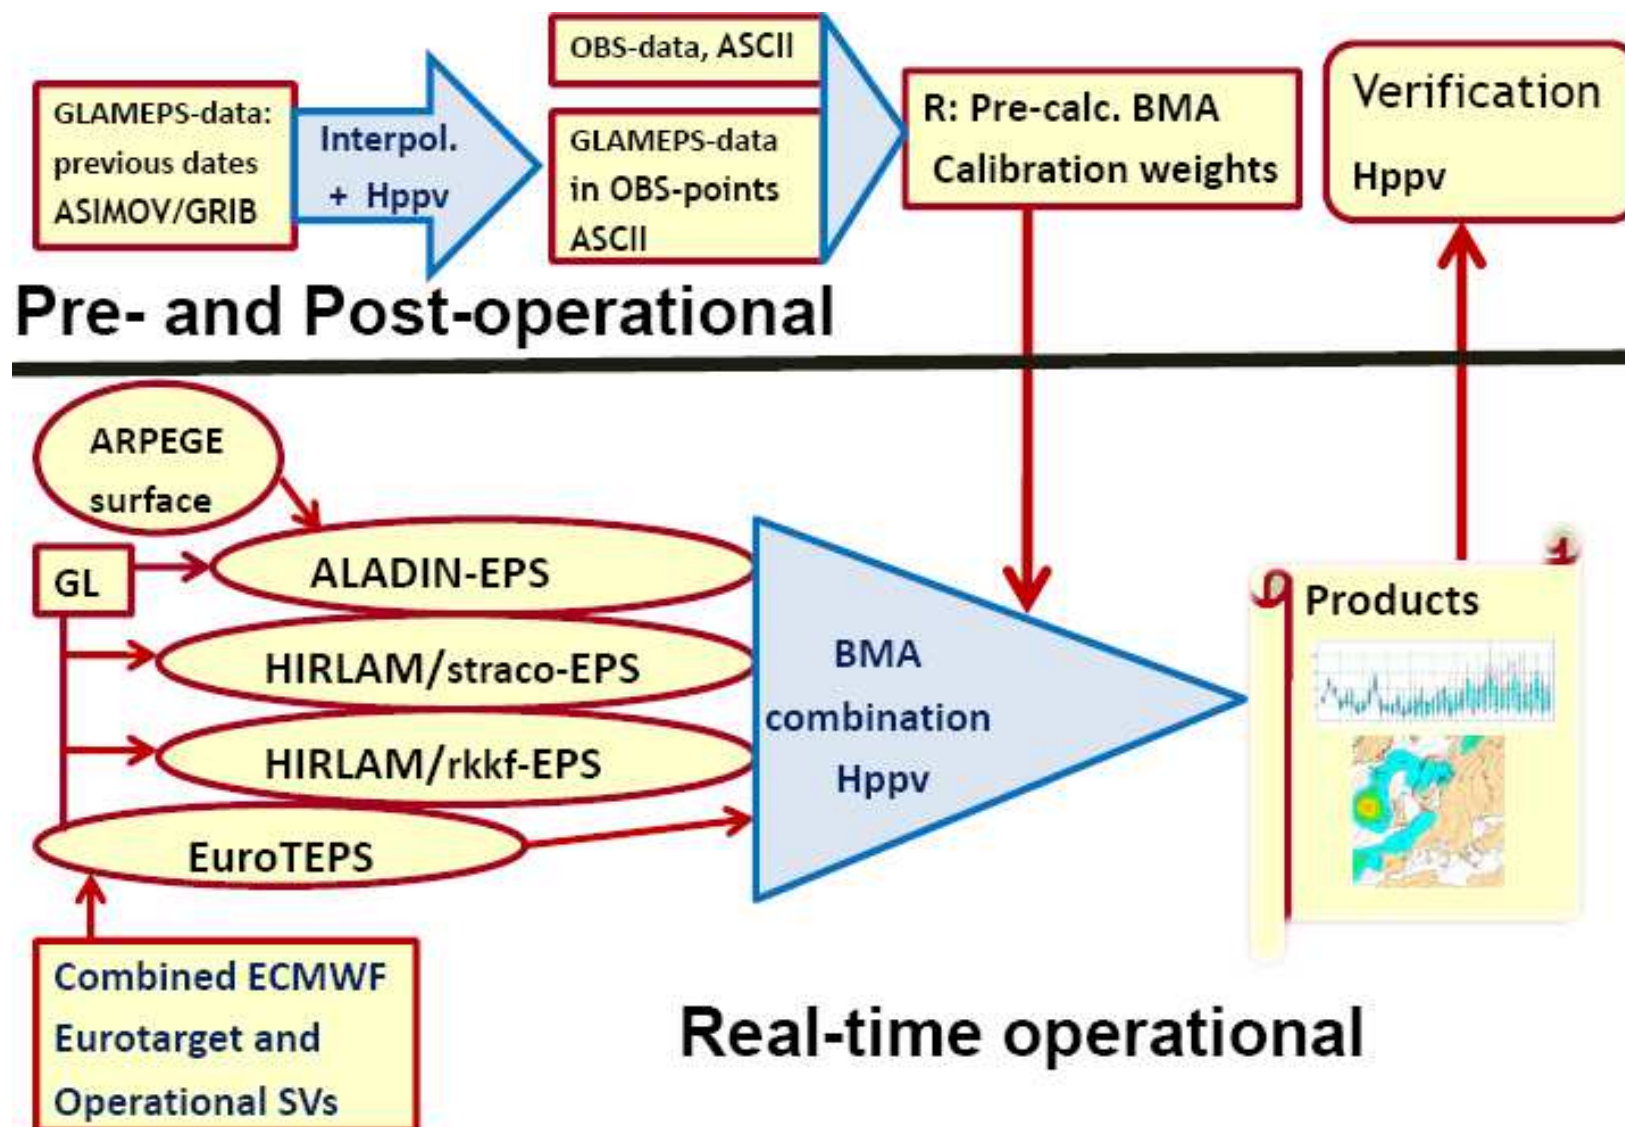 GLAMEPS-data:
previous dates
ASIMOV/GRIB
Interpol.
+ Hppv
OBS-data, ASCII
GLAMEPS-data
in OBS-points
ASCII
R: Pre-calc. BMA
Calibration weights
Verification
Hppv
Pre- and Post-operational
ARPEGE
surface
GL
ALADIN-EPS
HIRLAM/straco-EPS
HIRLAM/rkkf-EPS
EuroTEPS
BMA
combination
Hppv
Products
Combined ECMWF
Eurotarget and
Operational SVs
Real-time operational